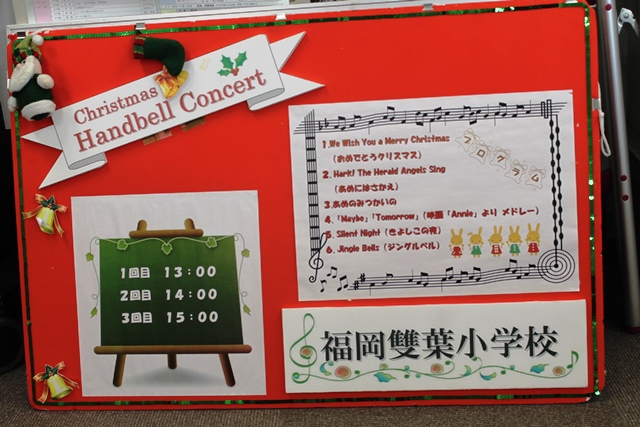 Christmas
Handbell Concert
プログラム
1.We Wish You a Merry Christmas
(おめでとうクリスマス)
2. Hark! The Herald Angels Sing
(あめにはさかえ)
3.あめのみつかいの
4.「Maybe」「Tomorrow」(映画「Annie」より メドレー)
5. Silent Night (きよしこの夜)
6. Jingle Bells (ジングルベル)
1回目 13:00
2回目 14:00
3回目 15:00
福岡雙葉小学校